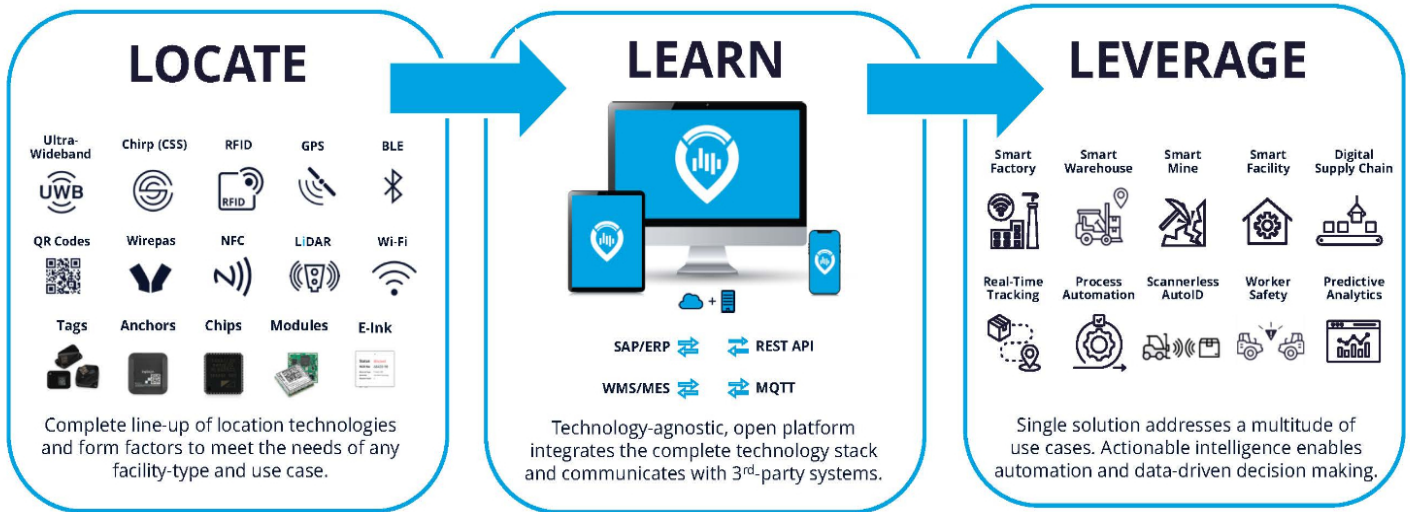 LOCATE
Ultra-
Wideband
Chirp (CSS)
RFID
GPS
BLE
UWB
RFID
QR Codes
Wirepas
NFC
LiDAR
Wi-Fi
N
Tags
Anchors
Chips
Modules
E-Ink
Complete line-up of location technologies
and form factors to meet the needs of any
facility-type and use case.
LEARN
+
SAP/ERP
REST API
WMS/MES
MQTT
Technology-agnostic, open platform
integrates the complete technology stack
and communicates with 3rd-party systems.
LEVERAGE
Smart
Factory
Smart
Warehouse
Smart
Mine
Smart
Facility
Digital
Supply Chain
Real-Time
Tracking
Process
Automation
Scannerless
AutoID
Worker
Safety
Predictive
Analytics
Single solution addresses a multitude of
use cases. Actionable intelligence enables
automation and data-driven decision making.